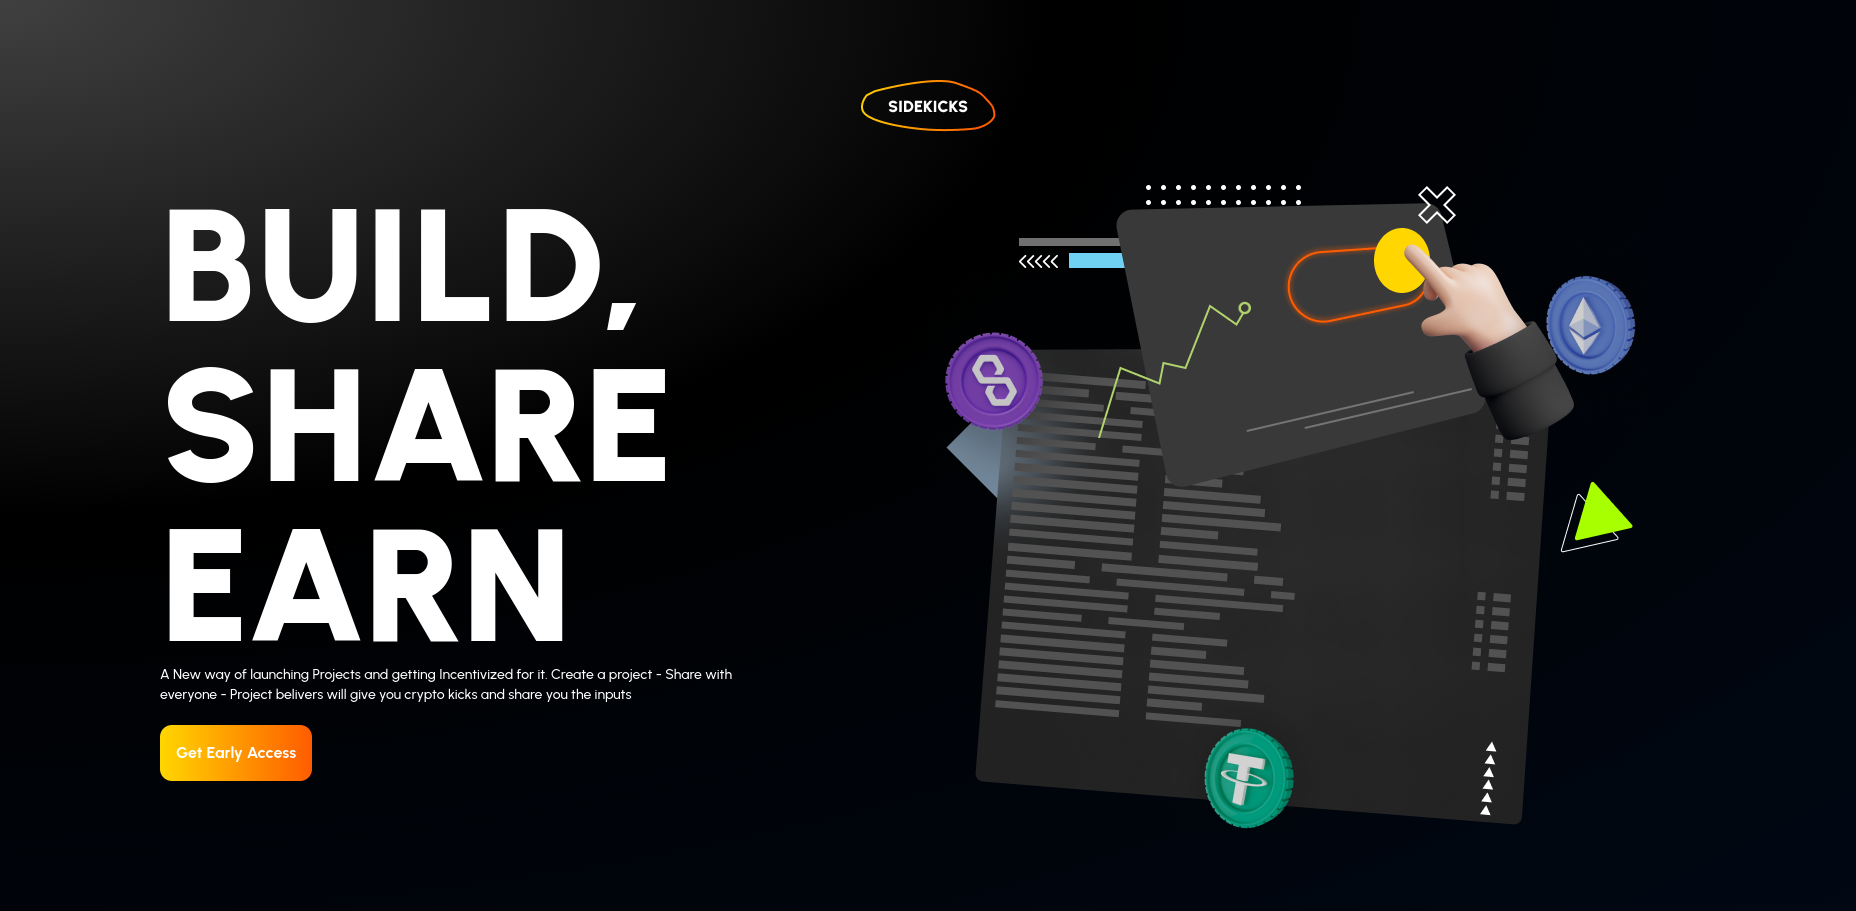 SIDEKICKS
BUILD,
SHARE
EARN
A New way of launching Projects and getting Incentivized for it. Create a project - Share with
everyone - Project belivers will give you crypto kicks and share you the inputs
Get Early Access